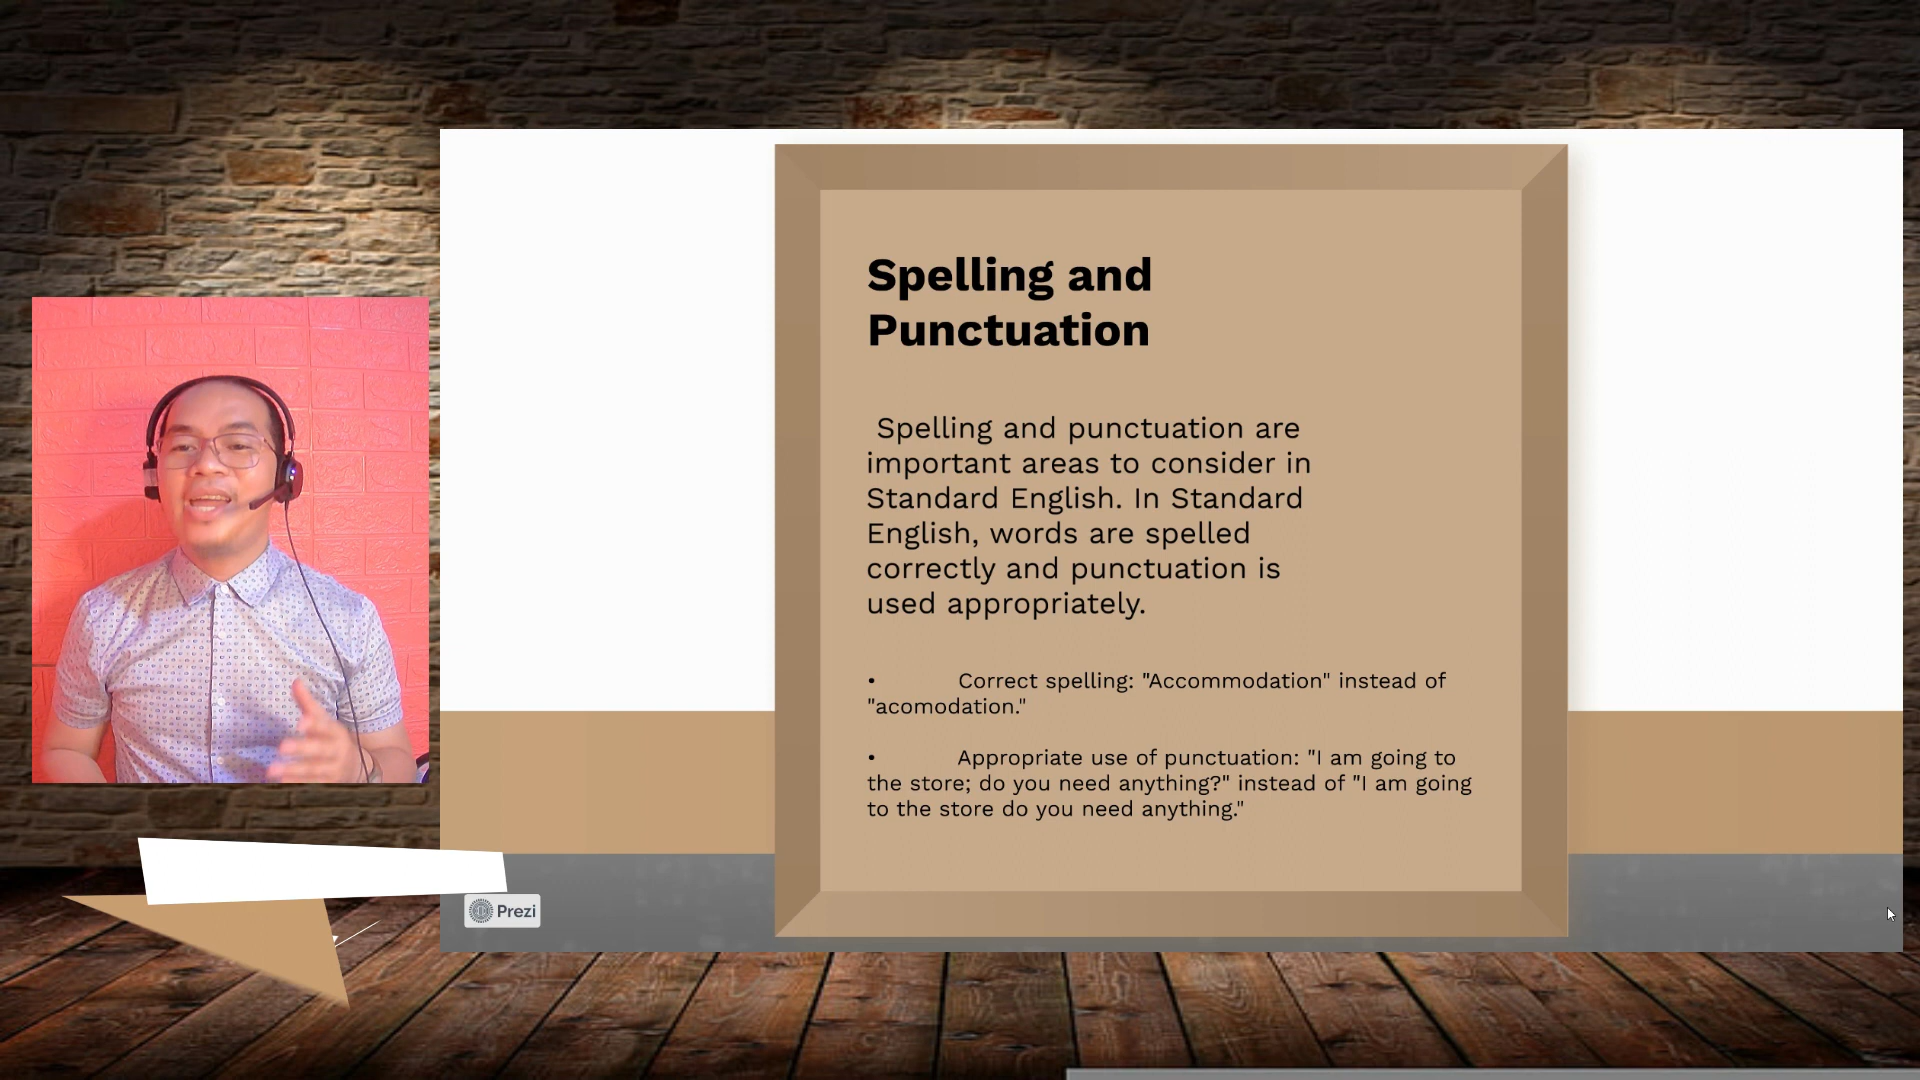 Spelling and
Punctuation
Spelling and punctuation are
important areas to consider in
Standard English. In Standard
English, words are spelled
correctly and punctuation is
used appropriately.
• Correct spelling: "Accommodation" instead of
"acomodation."
• Appropriate use of punctuation: "I am going to
the store; do you need anything?" instead of "I am going
to the store do you need anything."
Prezi